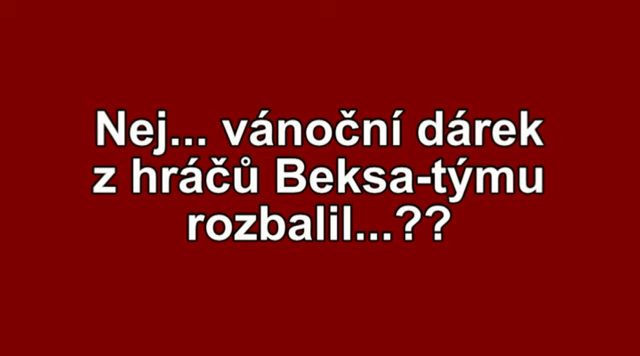 Nej... vánoční dárek
z hráčů Beksa-týmu
rozbalil...??